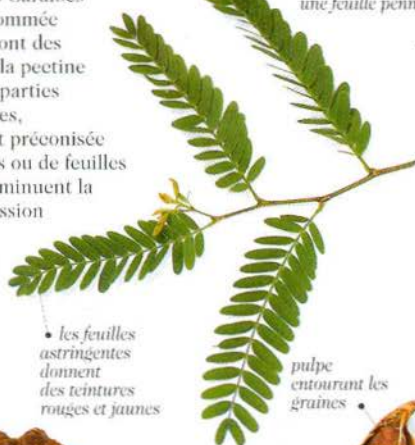 ommée
ont des
la pectine
parties
es,
t préconisée
s ou de feuilles
minuent la
ssion
une feuille penn
• les feuilles
astringentes
donnent
des teintures
rouges et jaunes
pulpe
entourant les
graines •